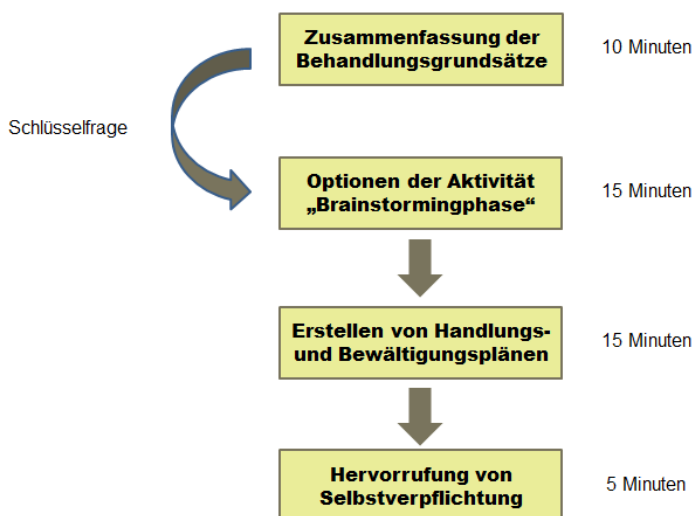 Zusammenfassung der
Behandlungsgrundsätze
10 Minuten
Schlüsselfrage
Optionen der Aktivität
„Brainstormingphase“
15 Minuten
Erstellen von Handlungs-
und Bewältigungsplänen
15 Minuten
Hervorrufung von
Selbstverpflichtung
5 Minuten